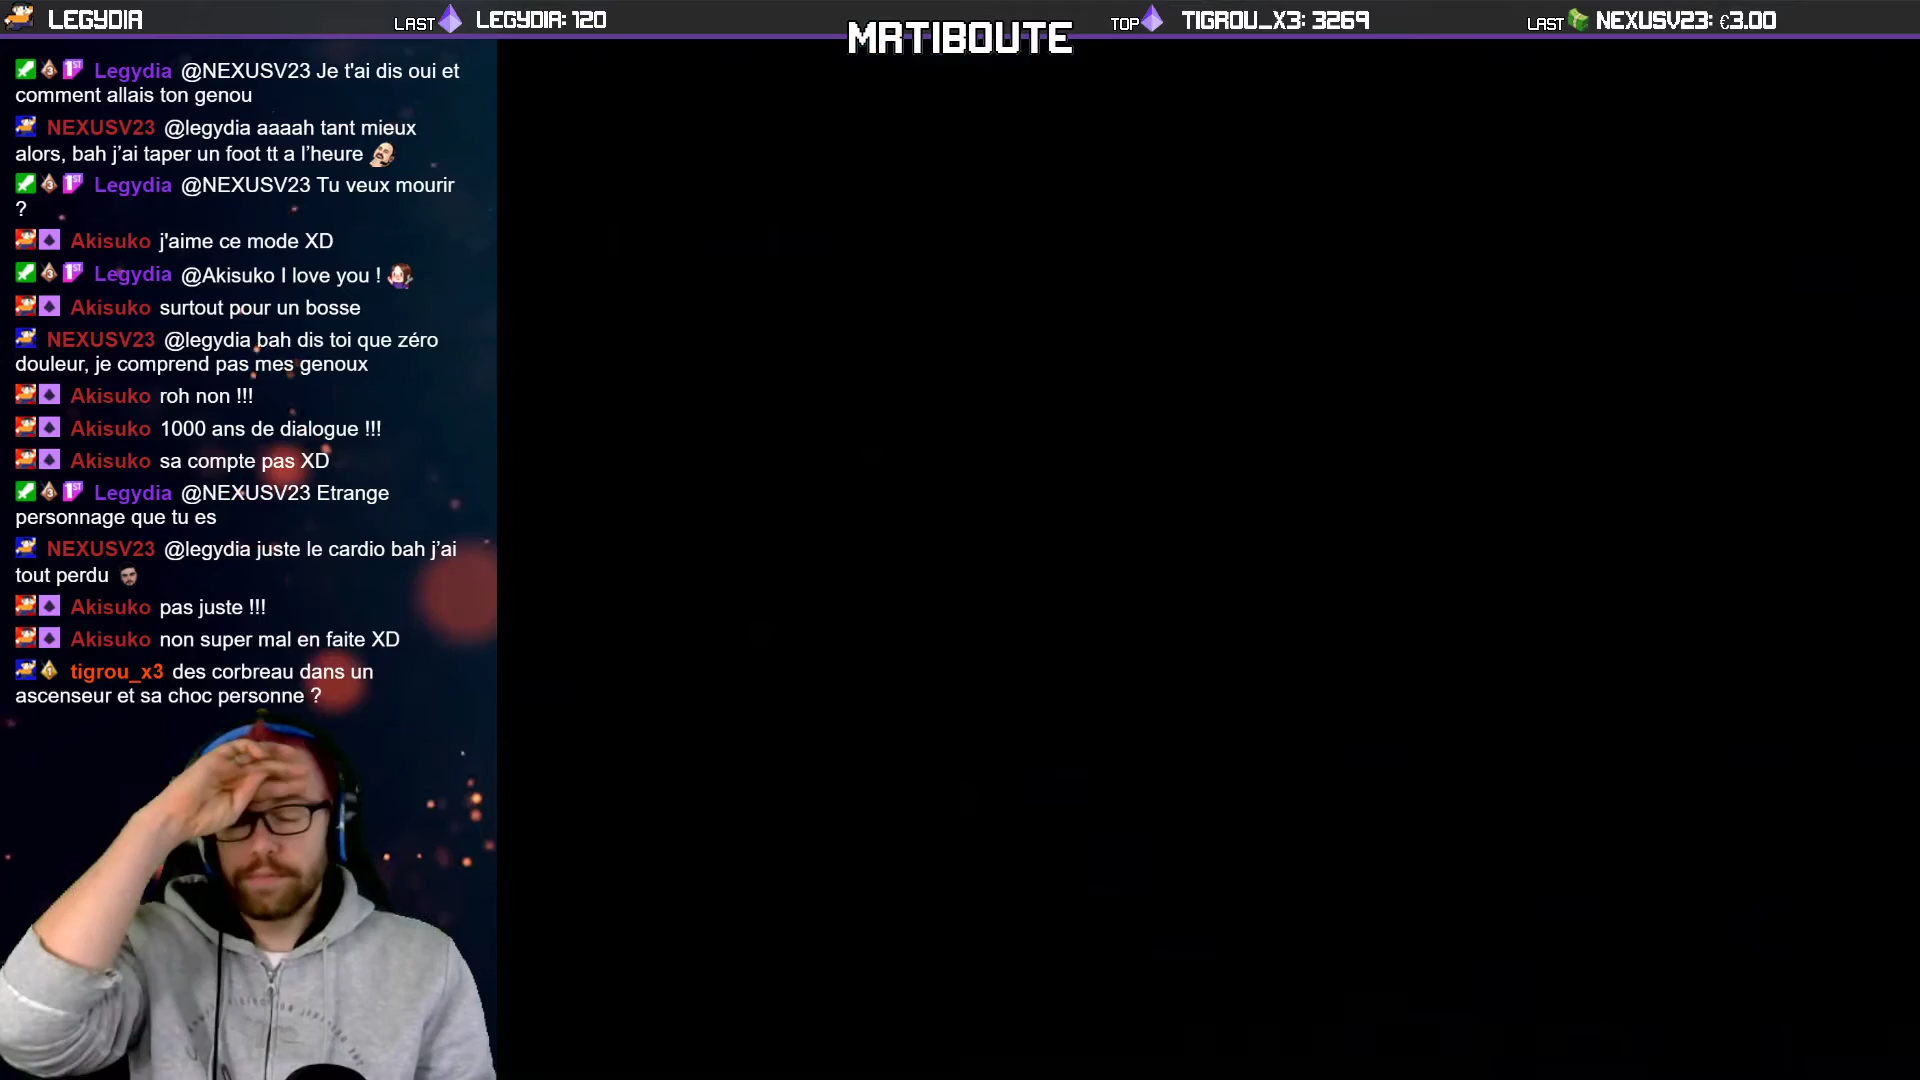 LEGYDIA
LAST LEGYDIA: 120
MRTIBOUTE
TOP TIGROU_X3: 3269
LAST NEXUSV23: €3.00
Legydia @NEXUSV23 Je t'ai dis oui et
comment allais ton genou
NEXUSV23 @legydia aaaah tant mieux
alors, bah j’ai taper un foot tt a l’heure
Legydia @NEXUSV23 Tu veux mourir
?
Akisuko j'aime ce mode XD
Legydia @Akisuko I love you !
Akisuko surtout pour un bosse
NEXUSV23 @legydia bah dis toi que zéro
douleur, je comprend pas mes genoux
Akisuko roh non !!!
Akisuko 1000 ans de dialogue !!!
Akisuko sa compte pas XD
Legydia @NEXUSV23 Etrange
personnage que tu es
NEXUSV23 @legydia juste le cardio bah j’ai
tout perdu
Akisuko pas juste !!!
Akisuko non super mal en faite XD
tigrou_x3 des corbreau dans un
ascenseur et sa choc personne ?